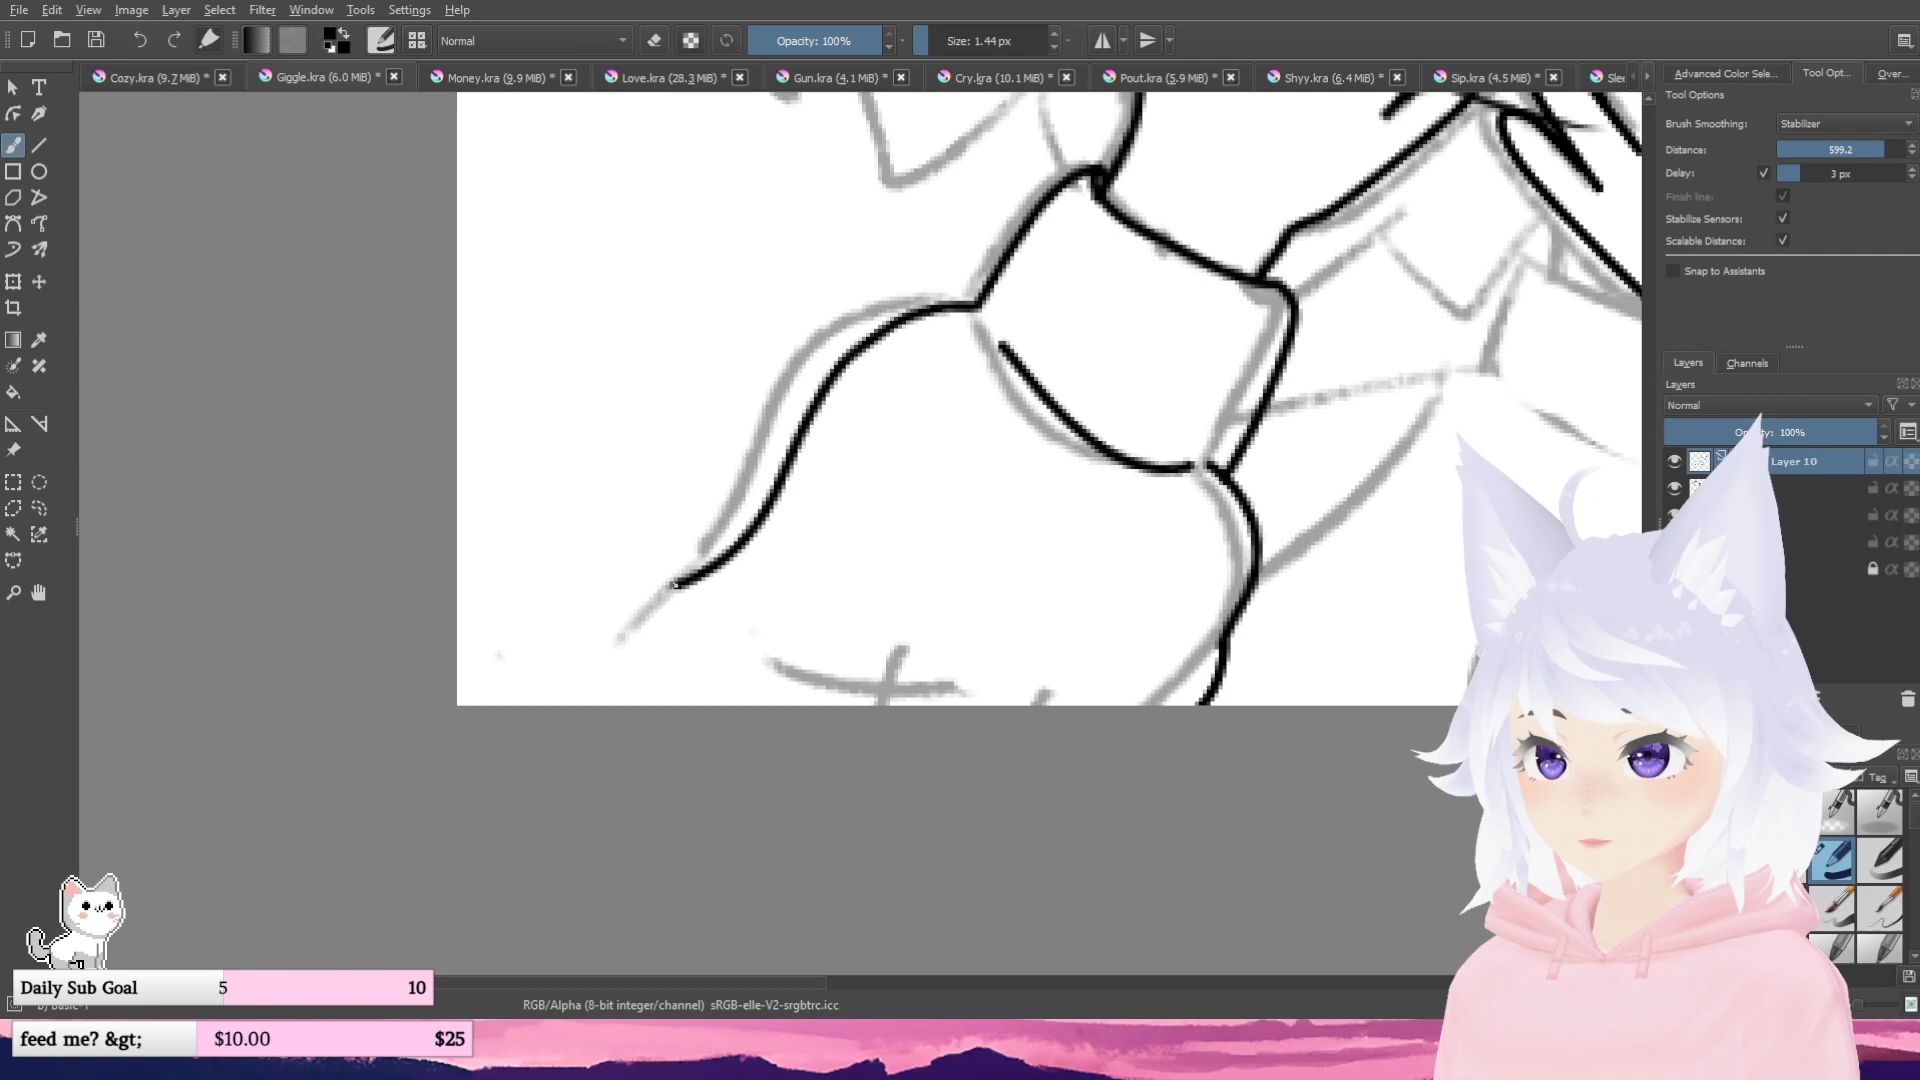 File Edit View Image Layer Select Filter Window Tools Settings Help
Normal Opacity: 100% Size: 1.44 px
Cozy.kra (9.7 MiB) * Giggle.kra (6.0 MiB) * Money.kra (9.9 MiB) * Love.kra (28.3 MiB) * Gun.kra (4.1 MiB) * Cry.kra (10.1 MiB) * Pout.kra (5.9 MiB) * Shyy.kra (6.4 MiB) * Sip.kra (4.5 MiB) *
Advanced Color Sele... Tool Opt... Over...
Tool Options
Brush Smoothing: Stabilizer
Distance: 599.2
Delay: 3 px
Finish line:
Stabilize Sensors:
Scalable Distance:
Snap to Assistants
Layers Channels
Layers
Normal
Opacity: 100%
Layer 10
Tag
RGB/Alpha (8-bit integer/channel) sRGB-elle-V2-srgbtrc.icc
Daily Sub Goal 5 10
feed me? &gt; $10.00 $25